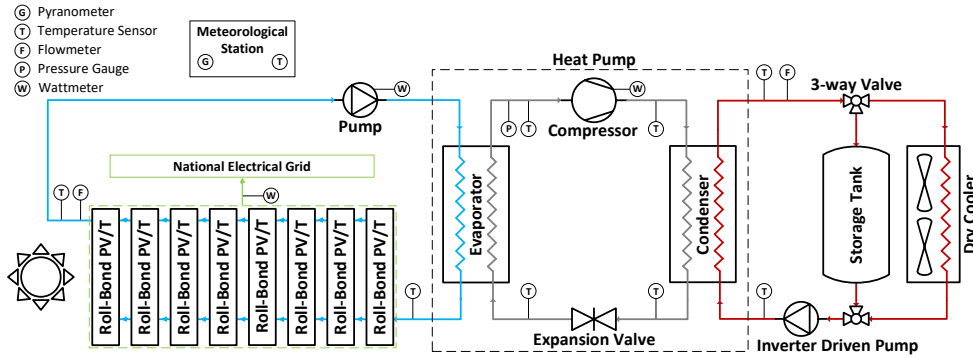 G Pyranometer
T Temperature Sensor
F Flowmeter
P Pressure Gauge
W Wattmeter
Meteorological
Station
G T
Heat Pump
T F
3-way Valve
W
Pump
W
Compressor
P T
T
National Electrical Grid
W
T F
Evaporator
Condenser
Storage Tank
Dry Cooler
Roll-Bond PV/T
Roll-Bond PV/T
Roll-Bond PV/T
Roll-Bond PV/T
Roll-Bond PV/T
Roll-Bond PV/T
Roll-Bond PV/T
Roll-Bond PV/T
T
T
T
T
Expansion Valve
Inverter Driven Pump